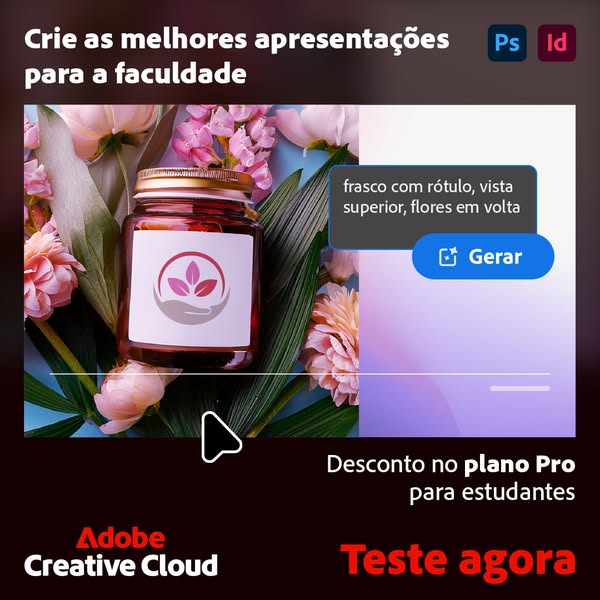 Crie as melhores apresentações
para a faculdade
Ps
Id
frasco com rótulo, vista
superior, flores em volta
Gerar
Desconto no plano Pro
para estudantes
Adobe
Creative Cloud
Teste agora